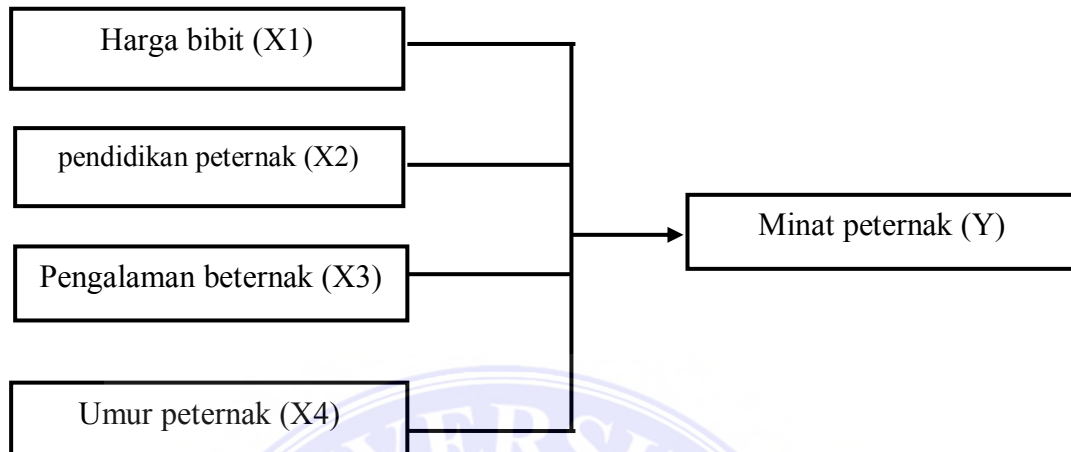 Harga bibit (X1)
pendidikan peternak (X2)
Minat peternak (Y)
Pengalaman beternak (X3)
Umur peternak (X4)